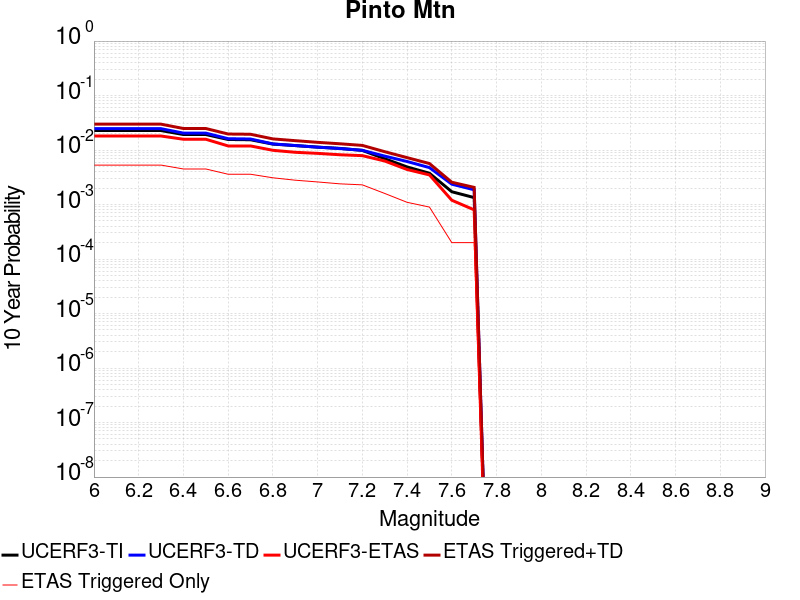 Pinto Mtn
10^0
10^-1
10^-2
10^-3
10^-4
10^-5
10^-6
10^-7
10^-8
10 Year Probability
6 6.2 6.4 6.6 6.8 7 7.2 7.4 7.6 7.8 8 8.2 8.4 8.6 8.8 9
Magnitude
UCERF3-TI UCERF3-TD UCERF3-ETAS ETAS Triggered+TD
ETAS Triggered Only